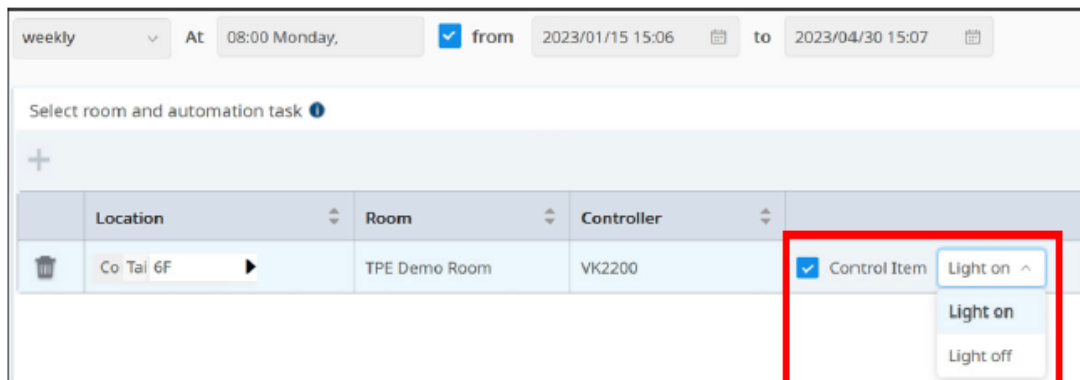 weekly At 08:00 Monday, from 2023/01/15 15:06 to 2023/04/30 15:07
Select room and automation task
Location Room Controller
Co Tai 6F TPE Demo Room VK2200 Control Item Light on
Light on
Light off